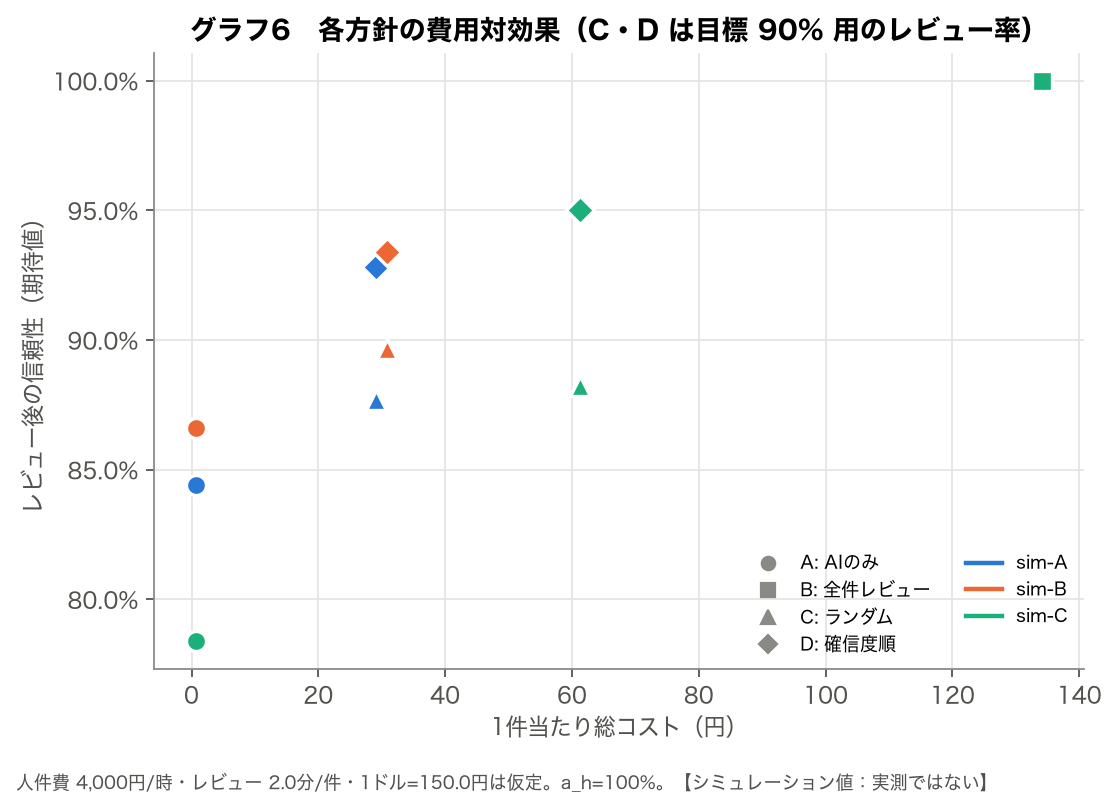 グラフ6　各方針の費用対効果（C・D は目標 90% 用のレビュー率）
レビュー後の信頼性（期待値）
100.0%
95.0%
90.0%
85.0%
80.0%
A: AIのみ
B: 全件レビュー
C: ランダム
D: 確信度順
sim-A
sim-B
sim-C
0 20 40 60 80 100 120 140
1件当たり総コスト（円）
人件費 4,000円/時・レビュー 2.0分/件・1ドル=150.0円は仮定。a_h=100%。【シミュレーション値：実測ではない】